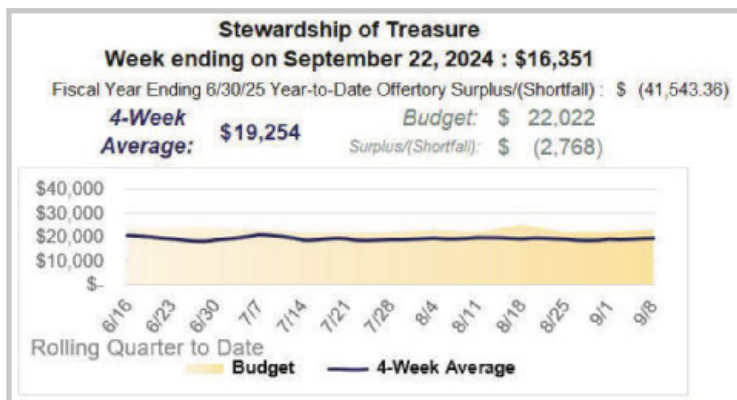 Stewardship of Treasure
Week ending on September 22, 2024 : $16,351
Fiscal Year Ending 6/30/25 Year-to-Date Offertory Surplus/(Shortfall) : $ (41,543.36)
4-Week Average: $19,254
Budget: $ 22,022
Surplus/(Shortfall): $ (2,768)
$40,000
$30,000
$20,000
$10,000
$-
6/16 6/23 6/30 7/7 7/14 7/21 7/28 8/4 8/11 8/18 8/25 9/1 9/8
Rolling Quarter to Date
Budget 4-Week Average